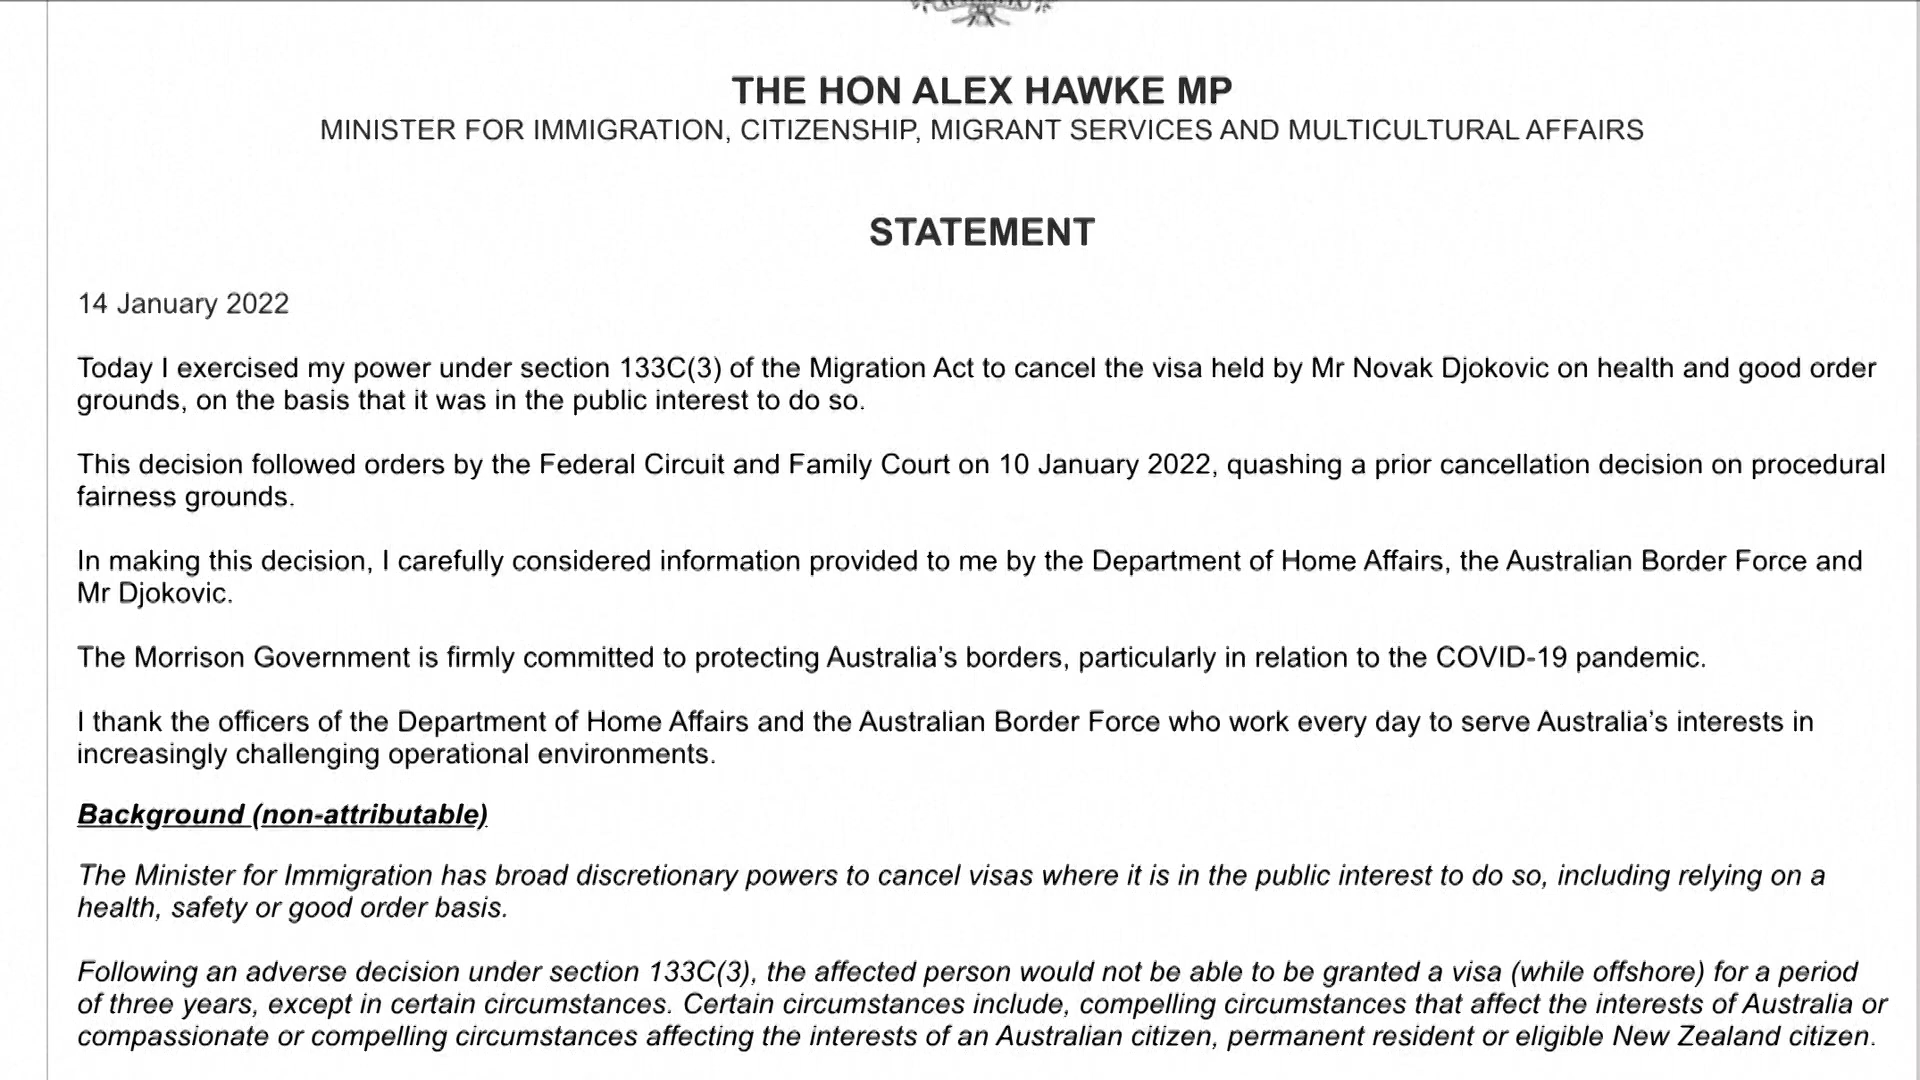 THE HON ALEX HAWKE MP
MINISTER FOR IMMIGRATION, CITIZENSHIP, MIGRANT SERVICES AND MULTICULTURAL AFFAIRS
STATEMENT
14 January 2022
Today I exercised my power under section 133C(3) of the Migration Act to cancel the visa held by Mr Novak Djokovic on health and good order
grounds, on the basis that it was in the public interest to do so.
This decision followed orders by the Federal Circuit and Family Court on 10 January 2022, quashing a prior cancellation decision on procedural
fairness grounds.
In making this decision, I carefully considered information provided to me by the Department of Home Affairs, the Australian Border Force and
Mr Djokovic.
The Morrison Government is firmly committed to protecting Australia’s borders, particularly in relation to the COVID-19 pandemic.
I thank the officers of the Department of Home Affairs and the Australian Border Force who work every day to serve Australia’s interests in
increasingly challenging operational environments.
Background (non-attributable)
The Minister for Immigration has broad discretionary powers to cancel visas where it is in the public interest to do so, including relying on a
health, safety or good order basis.
Following an adverse decision under section 133C(3), the affected person would not be able to be granted a visa (while offshore) for a period
of three years, except in certain circumstances. Certain circumstances include, compelling circumstances that affect the interests of Australia or
compassionate or compelling circumstances affecting the interests of an Australian citizen, permanent resident or eligible New Zealand citizen.